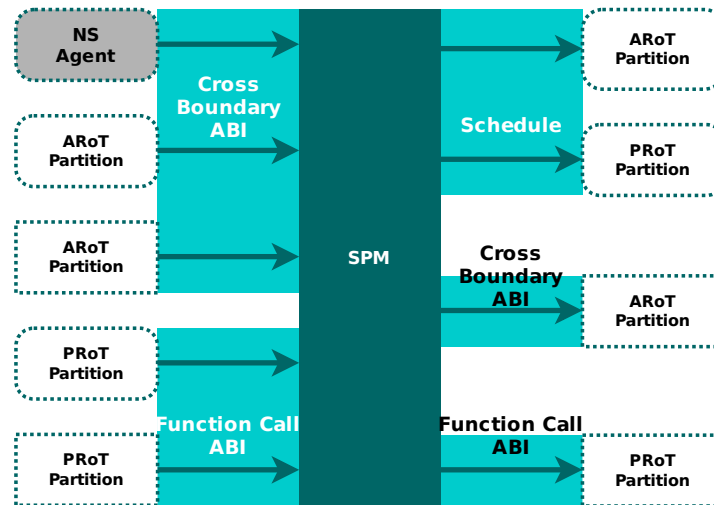 NS
Agent
Cross
Boundary
ABI
ARoT
Partition
ARoT
Partition
PRoT
Partition
Function Call
ABI
PRoT
Partition
SPM
ARoT
Partition
Schedule
PRoT
Partition
Cross
Boundary
ABI
ARoT
Partition
Function Call
ABI
PRoT
Partition